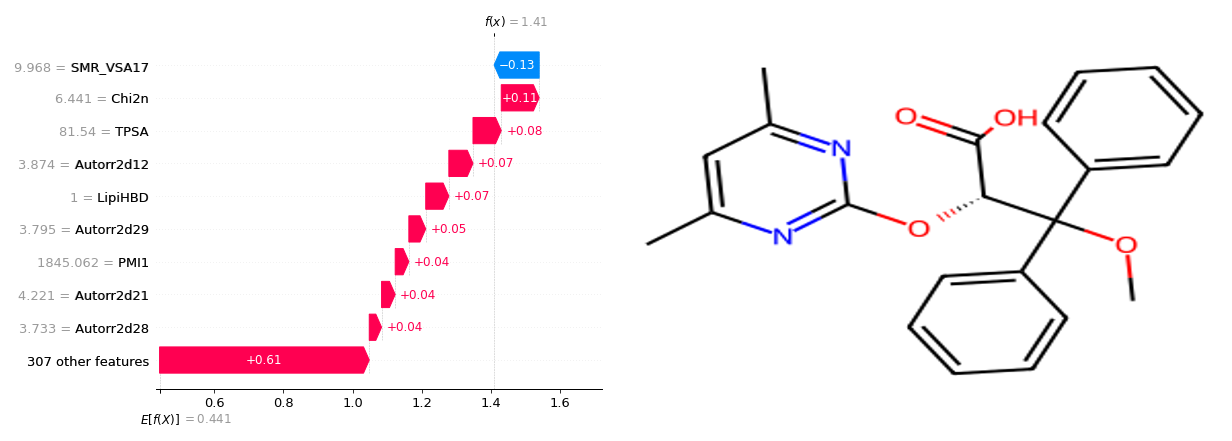 f(x) = 1.41
9.968 = SMR_VSA17
−0.13
6.441 = Chi2n
+0.11
81.54 = TPSA
+0.08
3.874 = Autorr2d12
+0.07
1 = LipiHBD
+0.07
3.795 = Autorr2d29
+0.05
1845.062 = PMI1
+0.04
4.221 = Autorr2d21
+0.04
3.733 = Autorr2d28
+0.04
307 other features
+0.61
0.6 0.8 1.0 1.2 1.4 1.6
E[f(X)] = 0.441
O
OH
N
N
O
O